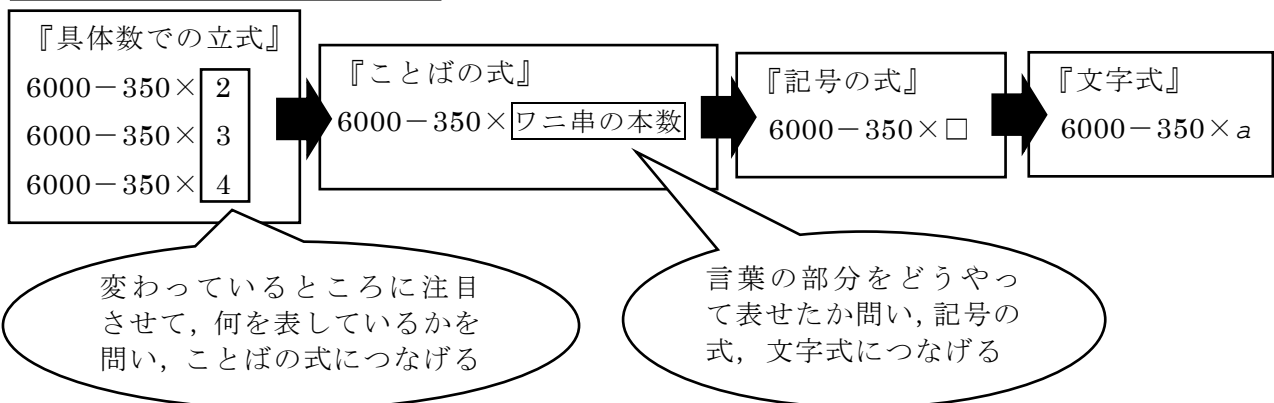 『具体数での立式』
6000－350× 2
6000－350× 3
6000－350× 4
『ことばの式』
6000－350×ワニ串の本数
『記号の式』
6000－350×□
『文字式』
6000－350×a
変わっているところに注目
させて，何を表しているかを
問い，ことばの式につなげる
言葉の部分をどうやっ
て表せたか問い，記号の
式，文字式につなげる